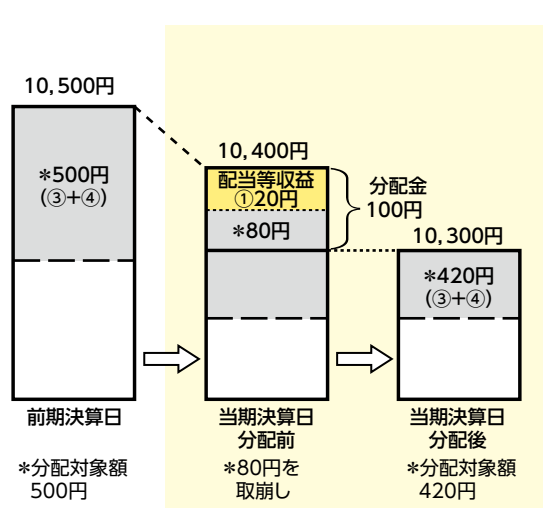 10,500円
*500円
(③+④)
前期決算日
*分配対象額
500円
10,400円
配当等収益
①20円
*80円
分配金
100円
当期決算日
分配前
*80円を
取崩し
10,300円
*420円
(③+④)
当期決算日
分配後
*分配対象額
420円